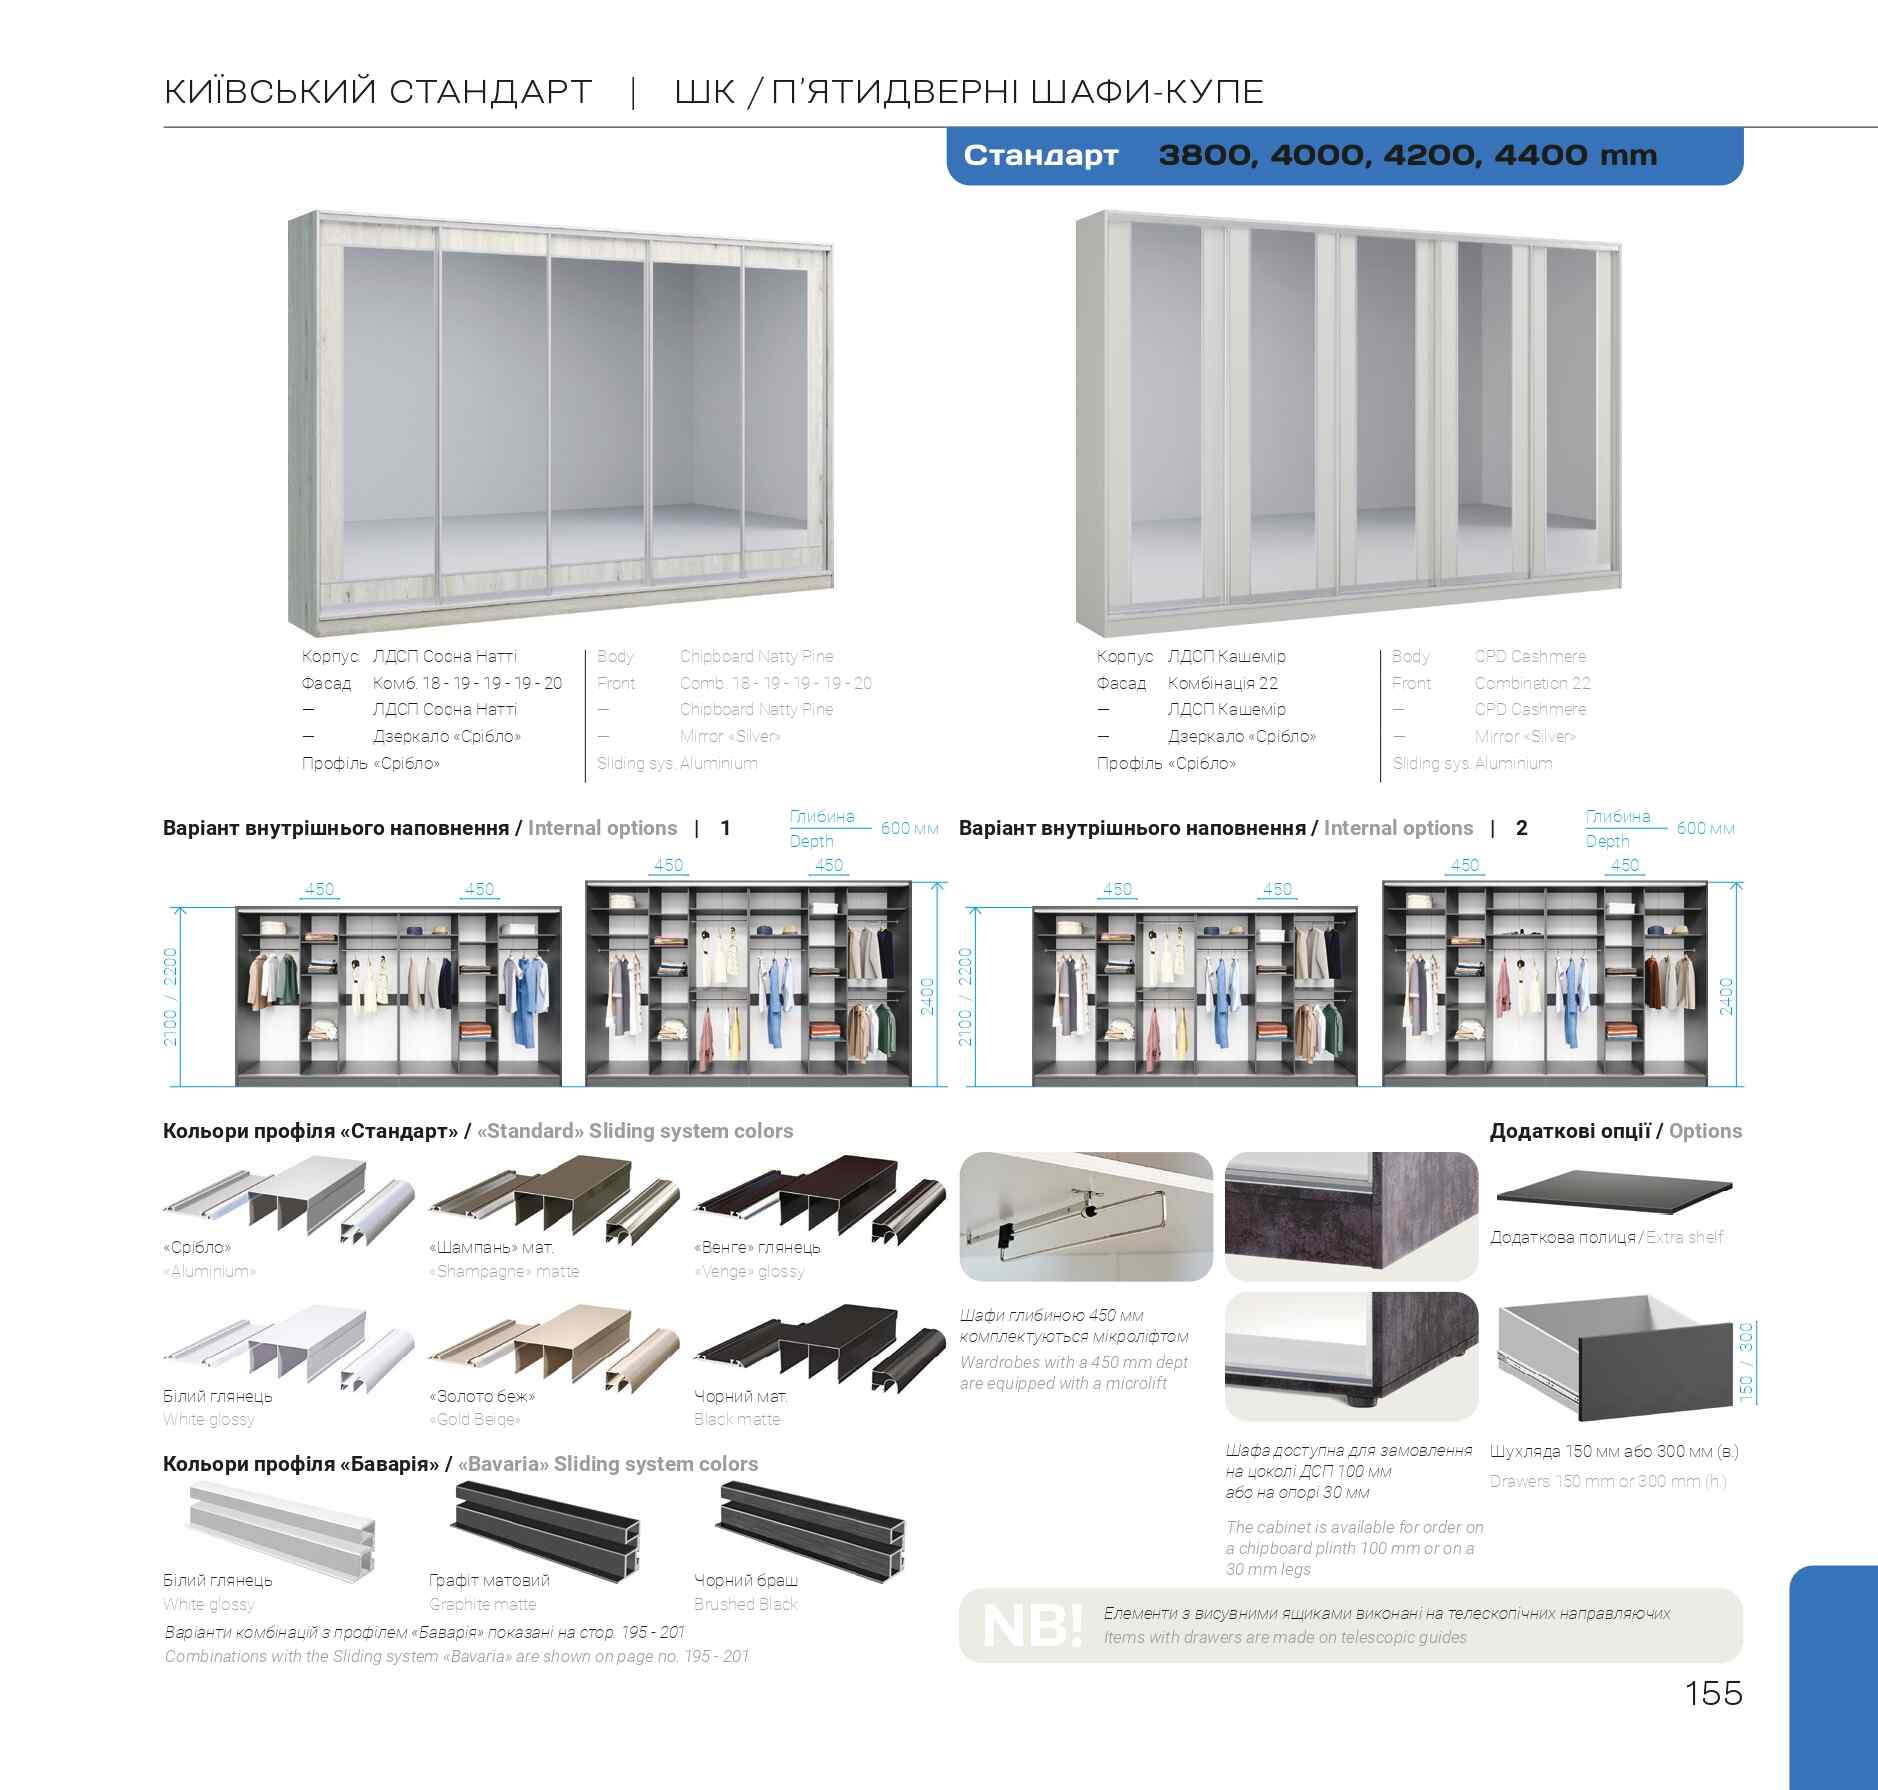 КИЇВСЬКИЙ СТАНДАРТ | ШК / П'ЯТИДВЕРНІ ШАФИ-КУПЕ
Стандарт 3800, 4000, 4200, 4400 mm
Корпус ЛДСП Сосна Натті
Фасад Комб. 18 - 19 - 19 - 19 - 20
— ЛДСП Сосна Натті
— Дзеркало «Срібло»
Профіль «Срібло»
Body Chipboard Natty Pine
Front Comb. 18 - 19 - 19 - 19 - 20
— Chipboard Natty Pine
— Mirror «Silver»
Sliding sys. Aluminium
Корпус ЛДСП Кашемір
Фасад Комбінація 22
— ЛДСП Кашемір
— Дзеркало «Срібло»
Профіль «Срібло»
Body CPD Cashmere
Front Combination 22
— CPD Cashmere
— Mirror «Silver»
Sliding sys. Aluminium
Варіант внутрішнього наповнення / Internal options | 1
Глибина
Depth
600 мм
450
450
450
450
2100 / 2200
2400
Варіант внутрішнього наповнення / Internal options | 2
Глибина
Depth
600 мм
450
450
450
450
2100 / 2200
2400
Кольори профіля «Стандарт» / «Standard» Sliding system colors
«Срібло»
«Aluminium»
«Шампань» мат.
«Shampagne» matte
«Венге» глянець
«Venge» glossy
Білий глянець
White glossy
«Золото беж»
«Gold Beige»
Чорний мат.
Black matte
Кольори профіля «Баварія» / «Bavaria» Sliding system colors
Білий глянець
White glossy
Графіт матовий
Graphite matte
Чорний браш
Brushed Black
Варіанти комбінацій з профілем «Баварія» показані на стор. 195 - 201
Combinations with the Sliding system «Bavaria» are shown on page no. 195 - 201
Шафи глибиною 450 мм
комплектуються мікроліфтом
Wardrobes with a 450 mm dept
are equipped with a microlift
Шафа доступна для замовлення
на цоколі ДСП 100 мм
або на опорі 30 мм
The cabinet is available for order on
a chipboard plinth 100 mm or on a
30 mm legs
Додаткові опції / Options
Додаткова полиця / Extra shelf
150 / 300
Шухляда 150 мм або 300 мм (в.)
Drawers 150 mm or 300 mm (h.)
NB!
Елементи з висувними ящиками виконані на телескопічних направляючих
Items with drawers are made on telescopic guides
155